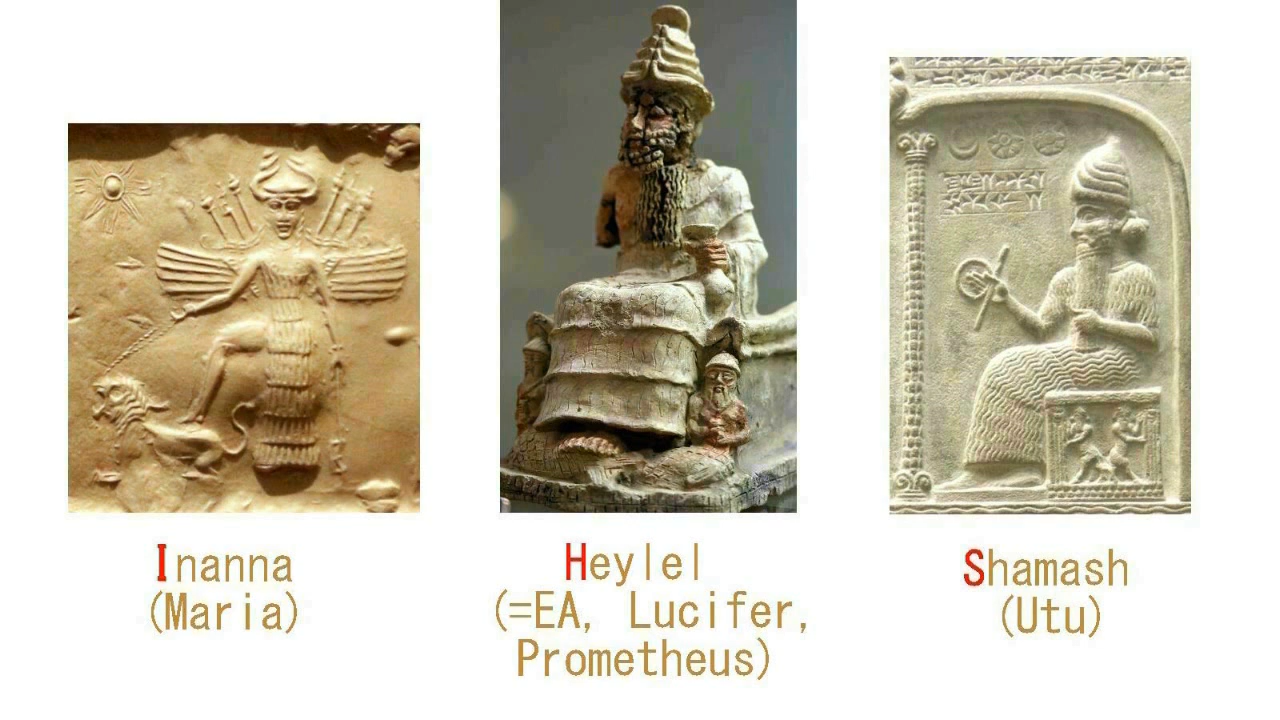 Inanna
(Maria)
Heylel
(=EA, Lucifer,
Prometheus)
Shamash
(Utu)